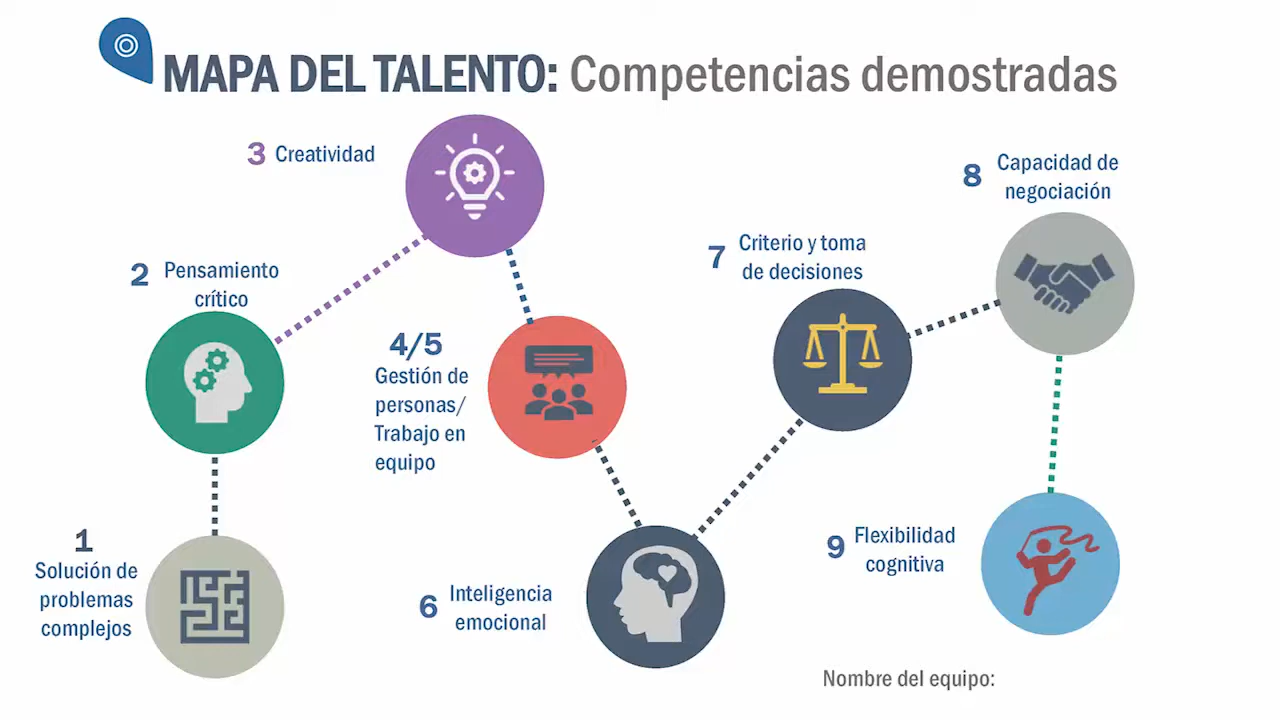 MAPA DEL TALENTO: Competencias demostradas
3 Creatividad
8 Capacidad de
negociación
7 Criterio y toma
de decisiones
2 Pensamiento
crítico
4/5
Gestión de
personas/
Trabajo en
equipo
1
Solución de
problemas
complejos
6 Inteligencia
emocional
9 Flexibilidad
cognitiva
Nombre del equipo: